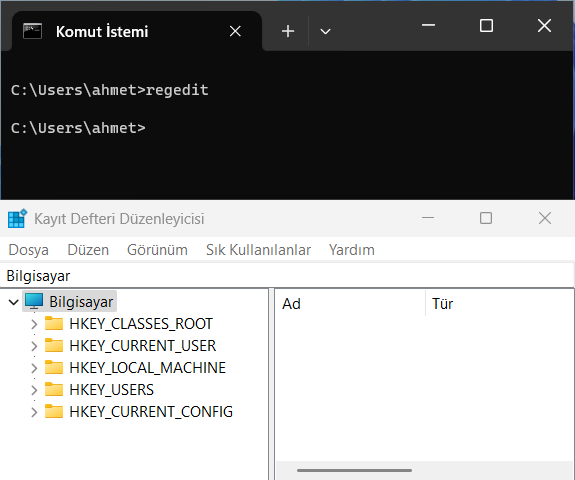 Komut İstemi
C:\Users\ahmet>regedit
C:\Users\ahmet>
Kayıt Defteri Düzenleyicisi
Dosya Düzen Görünüm Sık Kullanılanlar Yardım
Bilgisayar
Bilgisayar
Ad Tür
HKEY_CLASSES_ROOT
HKEY_CURRENT_USER
HKEY_LOCAL_MACHINE
HKEY_USERS
HKEY_CURRENT_CONFIG